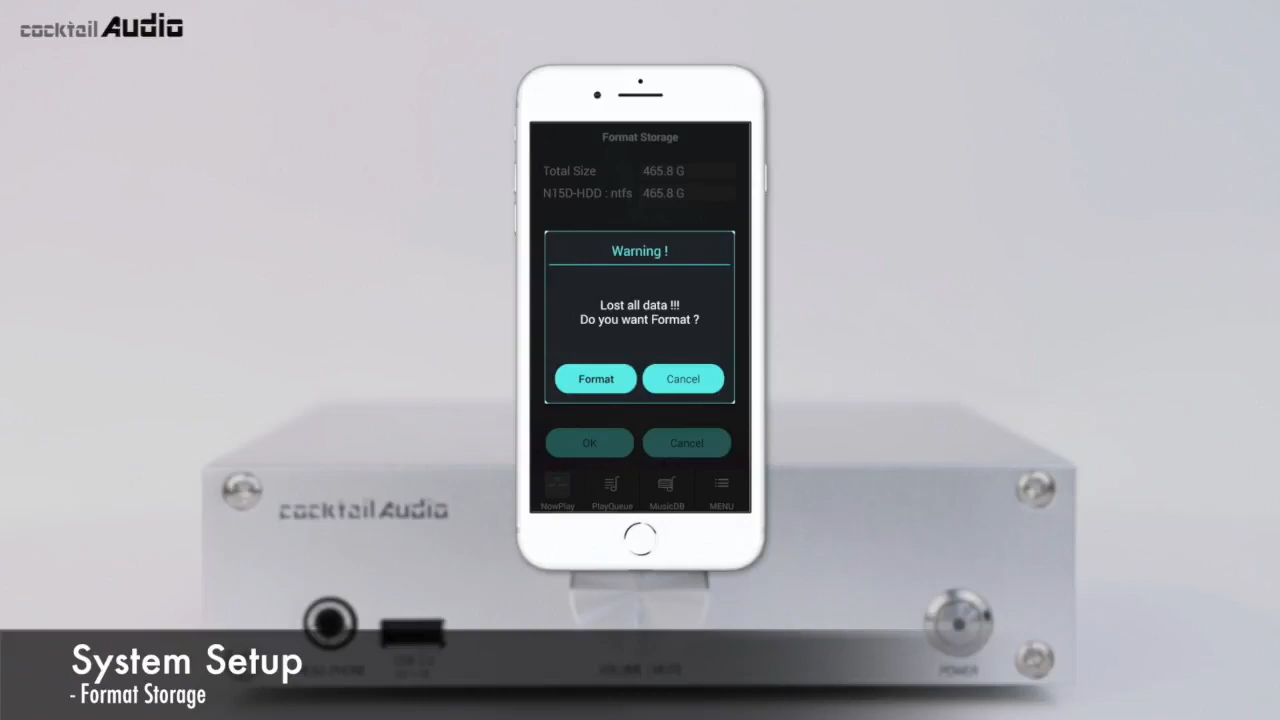 cocktail Audio
Format Storage
Total Size 465.8 G
N15D-HDD : ntfs 465.8 G
Warning !
Lost all data !!!
Do you want Format ?
Format Cancel
OK Cancel
NowPlay PlayQueue MusicDB MENU
cocktail Audio
POWER
System Setup
- Format Storage